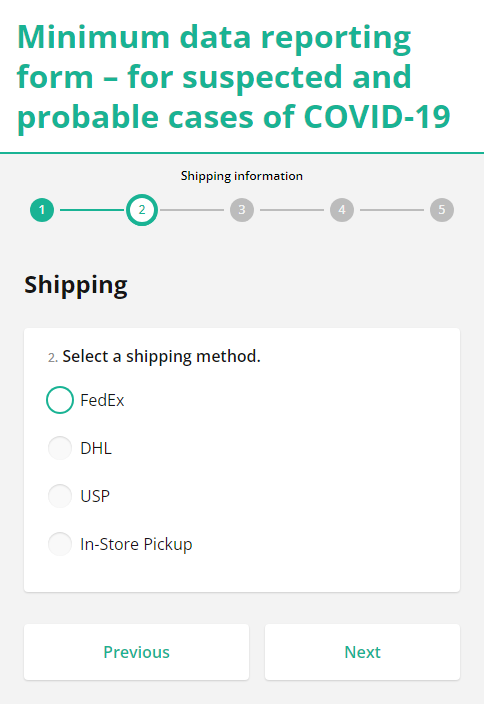 Minimum data reporting
form – for suspected and
probable cases of COVID-19
Shipping information
1 2 3 4 5
Shipping
2. Select a shipping method.
FedEx
DHL
USP
In-Store Pickup
Previous Next